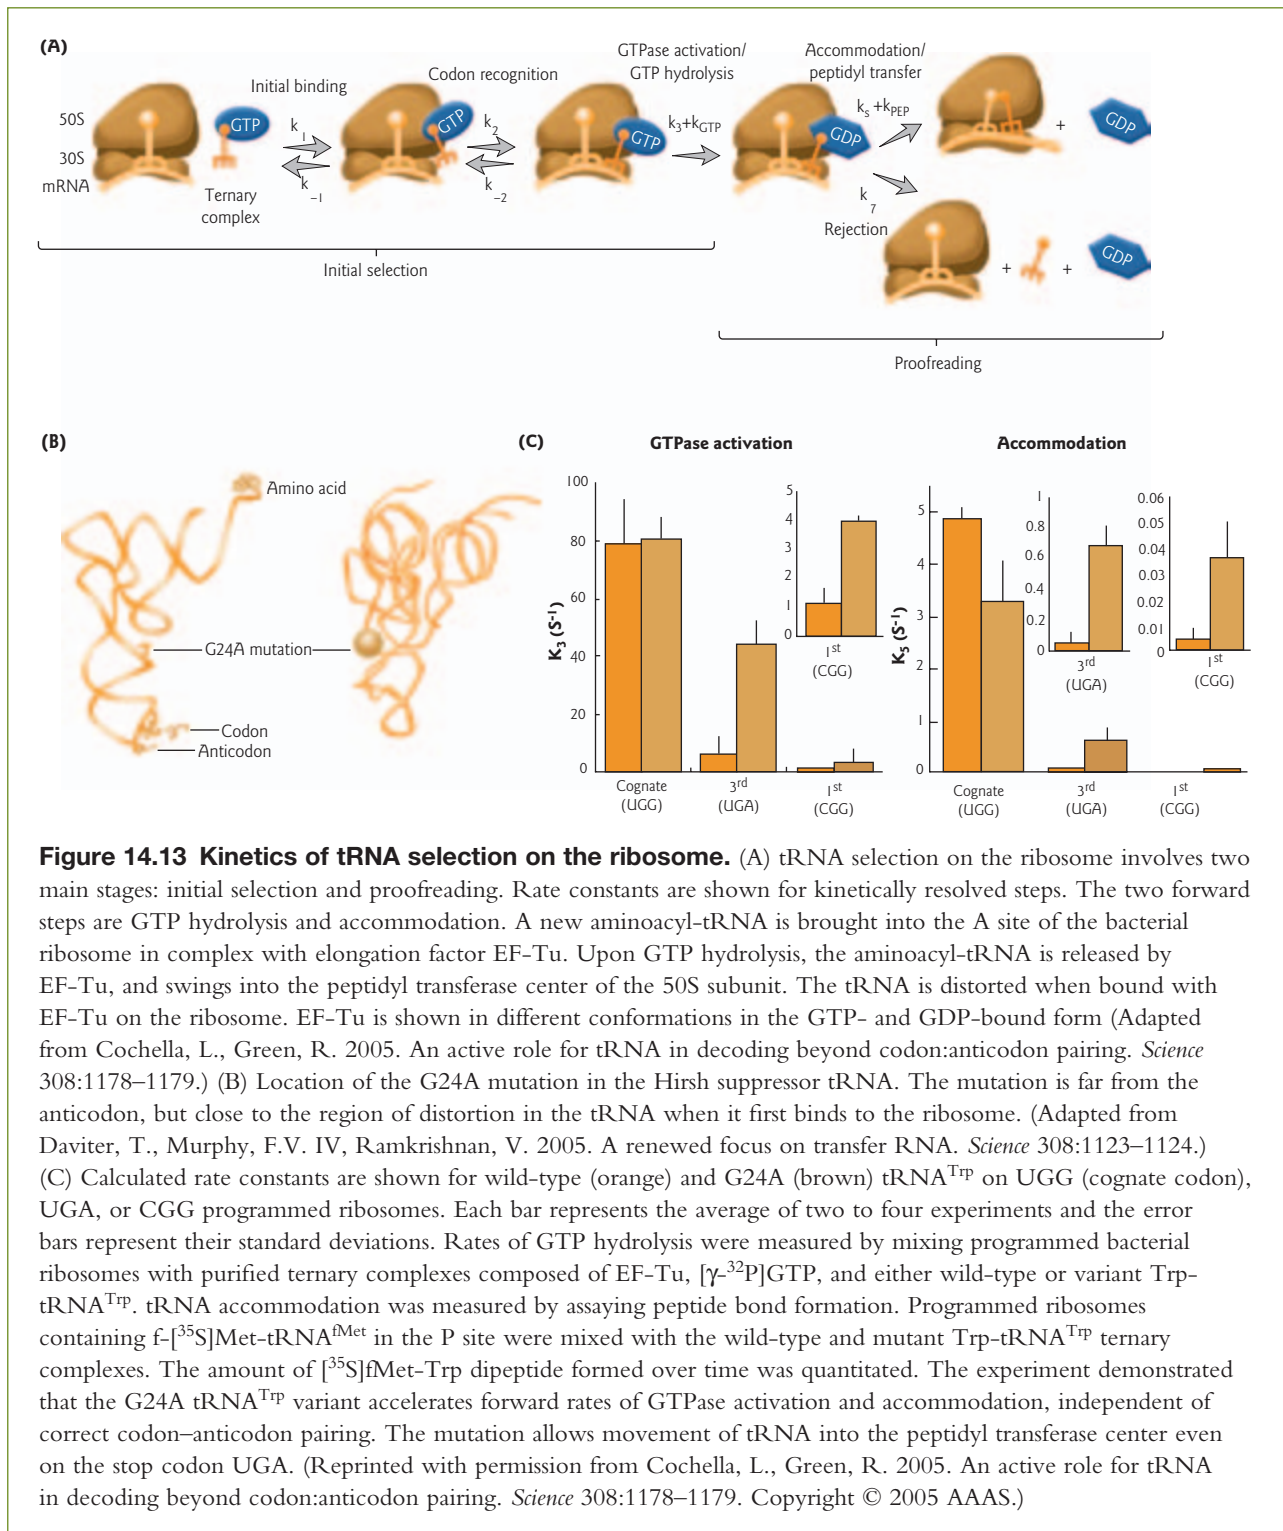 (A)
GTPase activation/
GTP hydrolysis
Accommodation/
peptidyl transfer
Initial binding
Codon recognition
50S
30S
mRNA
GTP
k1
k–1
GTP
k2
k–2
GTP
k3+kGTP
GDP
ks+kPEP
+
GDP
k7
Rejection
+
+
GDP
Ternary
complex
Initial selection
Proofreading
(B)
Amino acid
G24A mutation
Codon
Anticodon
(C)
GTPase activation
K3 (S-1)
100
80
60
40
20
0
5
4
3
2
1
0
1st
(CGG)
Cognate
(UGG)
3rd
(UGA)
1st
(CGG)
Accommodation
K5 (S-1)
5
4
3
2
1
0
1
0.8
0.6
0.4
0.2
0
3rd
(UGA)
0.06
0.05
0.04
0.03
0.02
0.01
0
1st
(CGG)
Cognate
(UGG)
3rd
(UGA)
1st
(CGG)
Figure 14.13 Kinetics of tRNA selection on the ribosome. (A) tRNA selection on the ribosome involves two
main stages: initial selection and proofreading. Rate constants are shown for kinetically resolved steps. The two forward
steps are GTP hydrolysis and accommodation. A new aminoacyl-tRNA is brought into the A site of the bacterial
ribosome in complex with elongation factor EF-Tu. Upon GTP hydrolysis, the aminoacyl-tRNA is released by
EF-Tu, and swings into the peptidyl transferase center of the 50S subunit. The tRNA is distorted when bound with
EF-Tu on the ribosome. EF-Tu is shown in different conformations in the GTP- and GDP-bound form (Adapted
from Cochella, L., Green, R. 2005. An active role for tRNA in decoding beyond codon:anticodon pairing. Science
308:1178–1179.) (B) Location of the G24A mutation in the Hirsh suppressor tRNA. The mutation is far from the
anticodon, but close to the region of distortion in the tRNA when it first binds to the ribosome. (Adapted from
Daviter, T., Murphy, F.V. IV, Ramkrishnan, V. 2005. A renewed focus on transfer RNA. Science 308:1123–1124.)
(C) Calculated rate constants are shown for wild-type (orange) and G24A (brown) tRNATrp on UGG (cognate codon),
UGA, or CGG programmed ribosomes. Each bar represents the average of two to four experiments and the error
bars represent their standard deviations. Rates of GTP hydrolysis were measured by mixing programmed bacterial
ribosomes with purified ternary complexes composed of EF-Tu, [γ-32P]GTP, and either wild-type or variant Trp-
tRNATrp. tRNA accommodation was measured by assaying peptide bond formation. Programmed ribosomes
containing f-[35S]Met-tRNAfMet in the P site were mixed with the wild-type and mutant Trp-tRNATrp ternary
complexes. The amount of [35S]fMet-Trp dipeptide formed over time was quantitated. The experiment demonstrated
that the G24A tRNATrp variant accelerates forward rates of GTPase activation and accommodation, independent of
correct codon–anticodon pairing. The mutation allows movement of tRNA into the peptidyl transferase center even
on the stop codon UGA. (Reprinted with permission from Cochella, L., Green, R. 2005. An active role for tRNA
in decoding beyond codon:anticodon pairing. Science 308:1178–1179. Copyright © 2005 AAAS.)